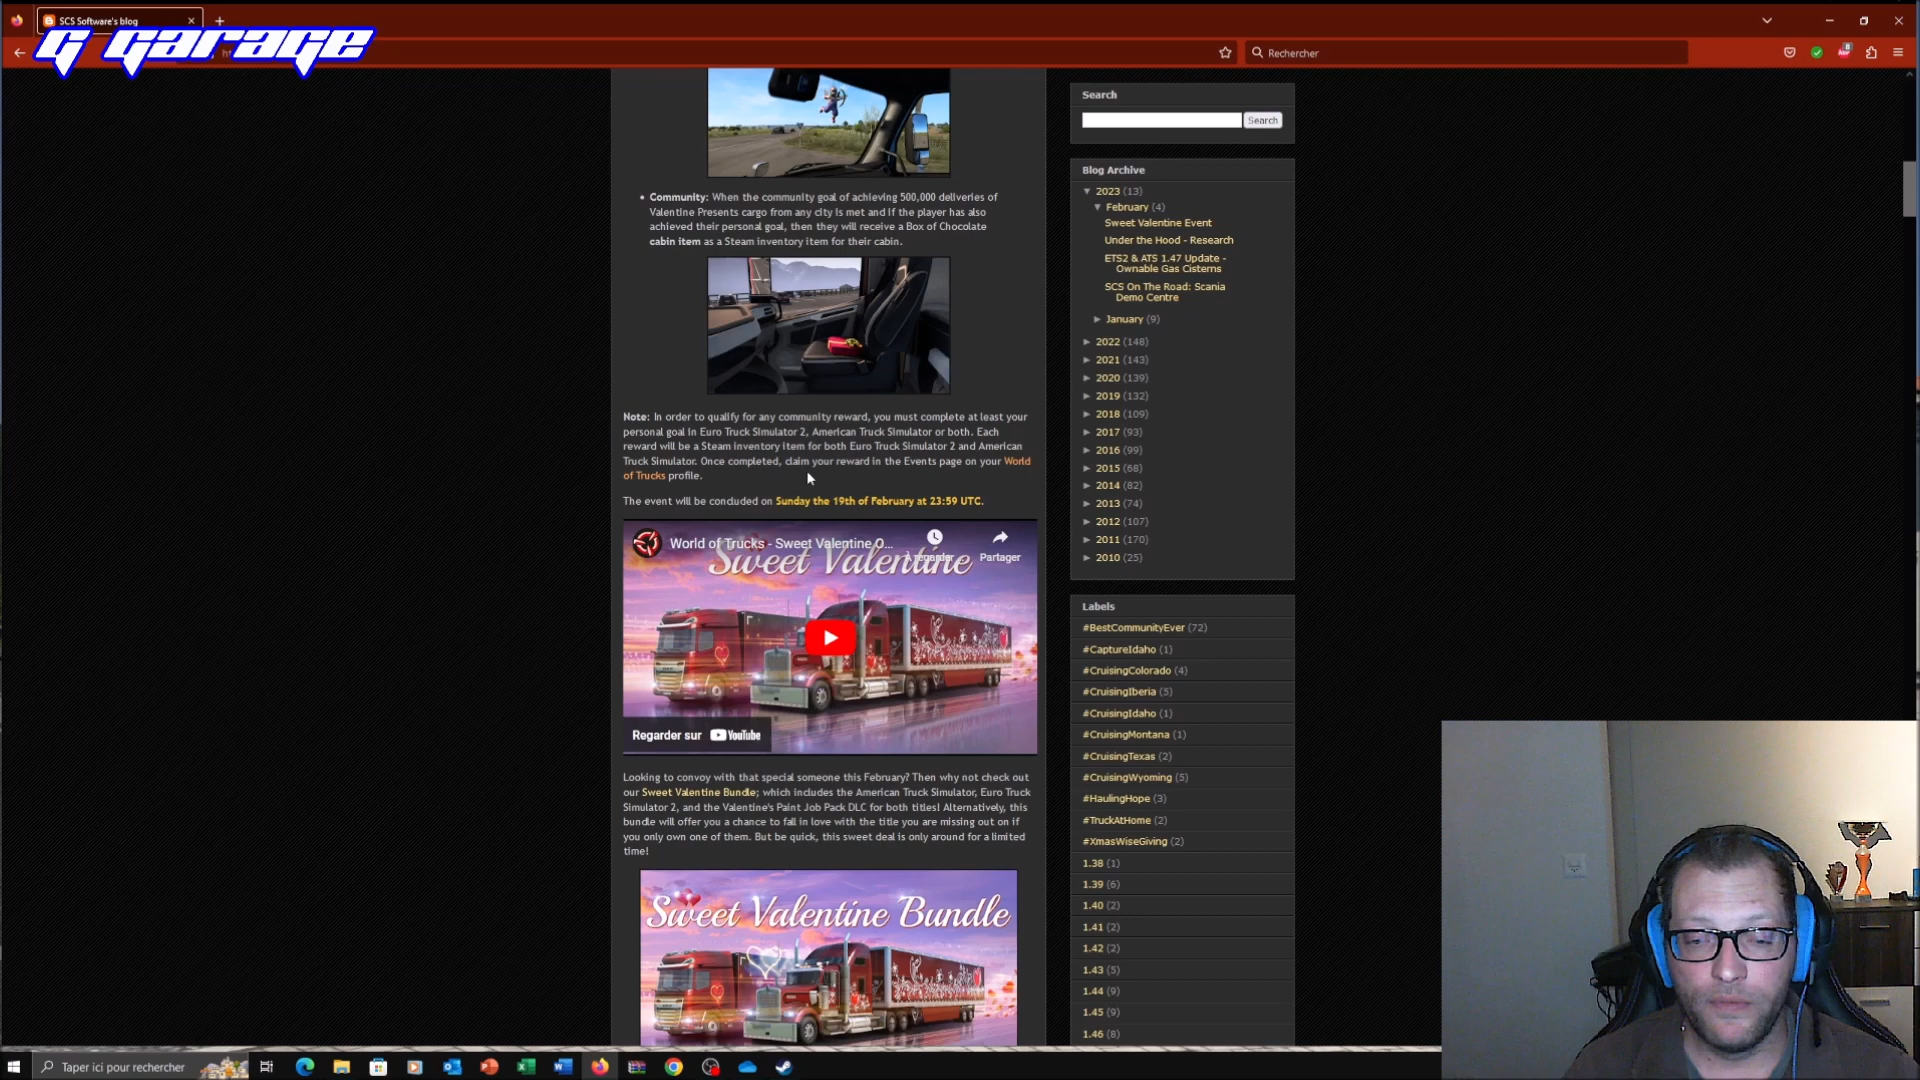 SCS Software's blog
G GARAGE
Rechercher
Community: When the community goal of achieving 500,000 deliveries of
Valentine Presents cargo from any city is met and if the player has also
achieved their personal goal, then they will receive a Box of Chocolate
cabin item as a Steam inventory item for their cabin.
Note: In order to qualify for any community reward, you must complete at least your
personal goal in Euro Truck Simulator 2, American Truck Simulator or both. Each
reward will be a Steam inventory item for both Euro Truck Simulator 2 and American
Truck Simulator. Once completed, claim your reward in the Events page on your World
of Trucks profile.
The event will be concluded on Sunday the 19th of February at 23:59 UTC.
World of Trucks - Sweet Valentine O...
Partager
Sweet Valentine
Regarder sur YouTube
Looking to convoy with that special someone this February? Then why not check out
our Sweet Valentine Bundle; which includes the American Truck Simulator, Euro Truck
Simulator 2, and the Valentine's Paint Job Pack DLC for both titles! Alternatively, this
bundle will offer you a chance to fall in love with the title you are missing out on if
you only own one of them. But be quick, this sweet deal is only around for a limited
time!
Sweet Valentine Bundle
Search
Search
Blog Archive
▼ 2023 (13)
▼ February (4)
Sweet Valentine Event
Under the Hood - Research
ETS2 & ATS 1.47 Update -
Ownable Gas Cisterns
SCS On The Road: Scania
Demo Centre
► January (9)
► 2022 (148)
► 2021 (143)
► 2020 (139)
► 2019 (132)
► 2018 (109)
► 2017 (93)
► 2016 (99)
► 2015 (68)
► 2014 (82)
► 2013 (74)
► 2012 (107)
► 2011 (170)
► 2010 (25)
Labels
#BestCommunityEver (72)
#CaptureIdaho (1)
#CruisingColorado (4)
#CruisingIberia (5)
#CruisingIdaho (1)
#CruisingMontana (1)
#CruisingTexas (2)
#CruisingWyoming (5)
#HaulingHope (3)
#TruckAtHome (2)
#XmasWiseGiving (2)
1.38 (1)
1.39 (6)
1.40 (2)
1.41 (2)
1.42 (2)
1.43 (5)
1.44 (9)
1.45 (9)
1.46 (8)
Taper ici pour rechercher